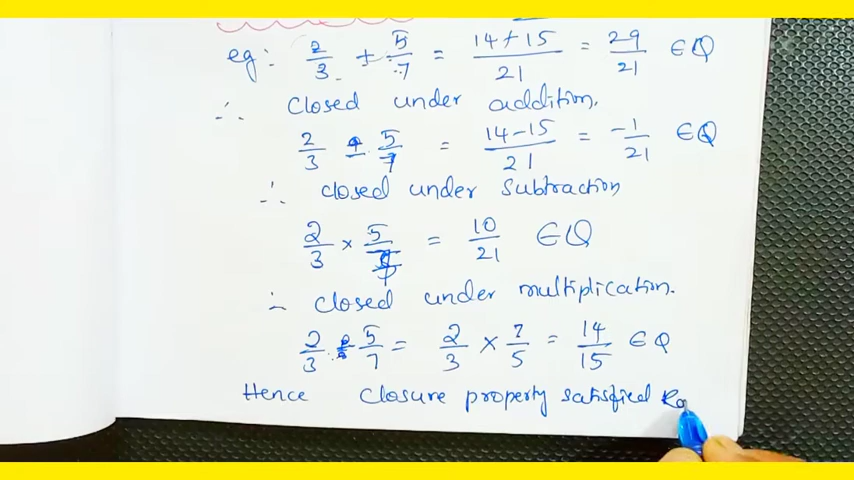 eg: 2/3 + 5/7 = 14+15/21 = 29/21 ∈Q
∴ Closed under addition.
2/3 - 5/7 = 14-15/21 = -1/21 ∈Q
∴ closed under subtraction
2/3 × 5/7 = 10/21 ∈Q
∴ closed under multiplication.
2/3 ÷ 5/7 = 2/3 × 7/5 = 14/15 ∈Q
Hence Closure property satisfied